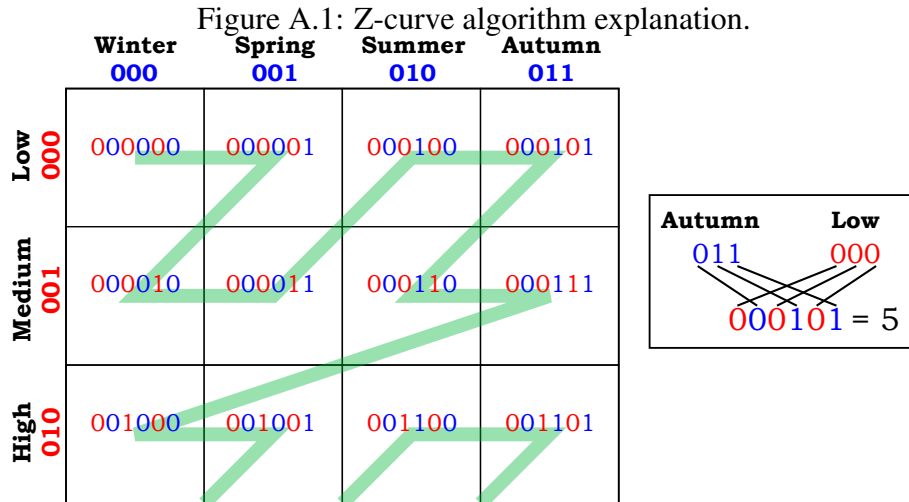 Figure A.1: Z-curve algorithm explanation.
Winter Spring Summer Autumn
000 001 010 011
Low 000
000000 000001 000100 000101
Medium 001
000010 000011 000110 000111
High 010
001000 001001 001100 001101
Autumn Low
011 000
000101 = 5